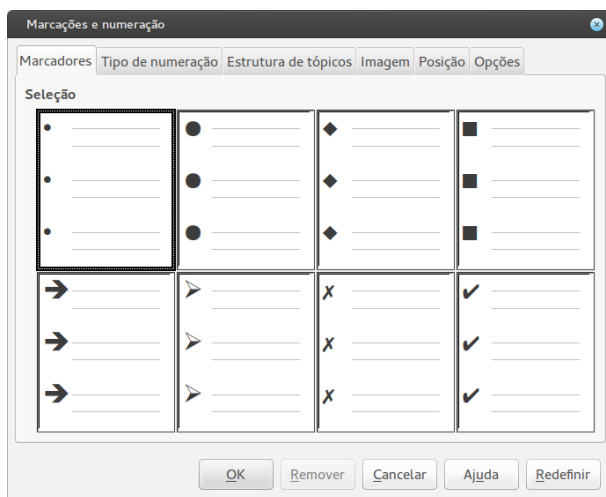 Marcações e numeração
Marcadores Tipo de numeração Estrutura de tópicos Imagem Posição Opções
Seleção
OK Remover Cancelar Ajuda Redefinir